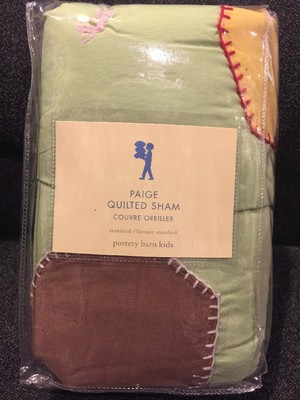 PAIGE
QUILTED SHAM
COUVRE OREILLER
standard / housse standard
pottery barn kids